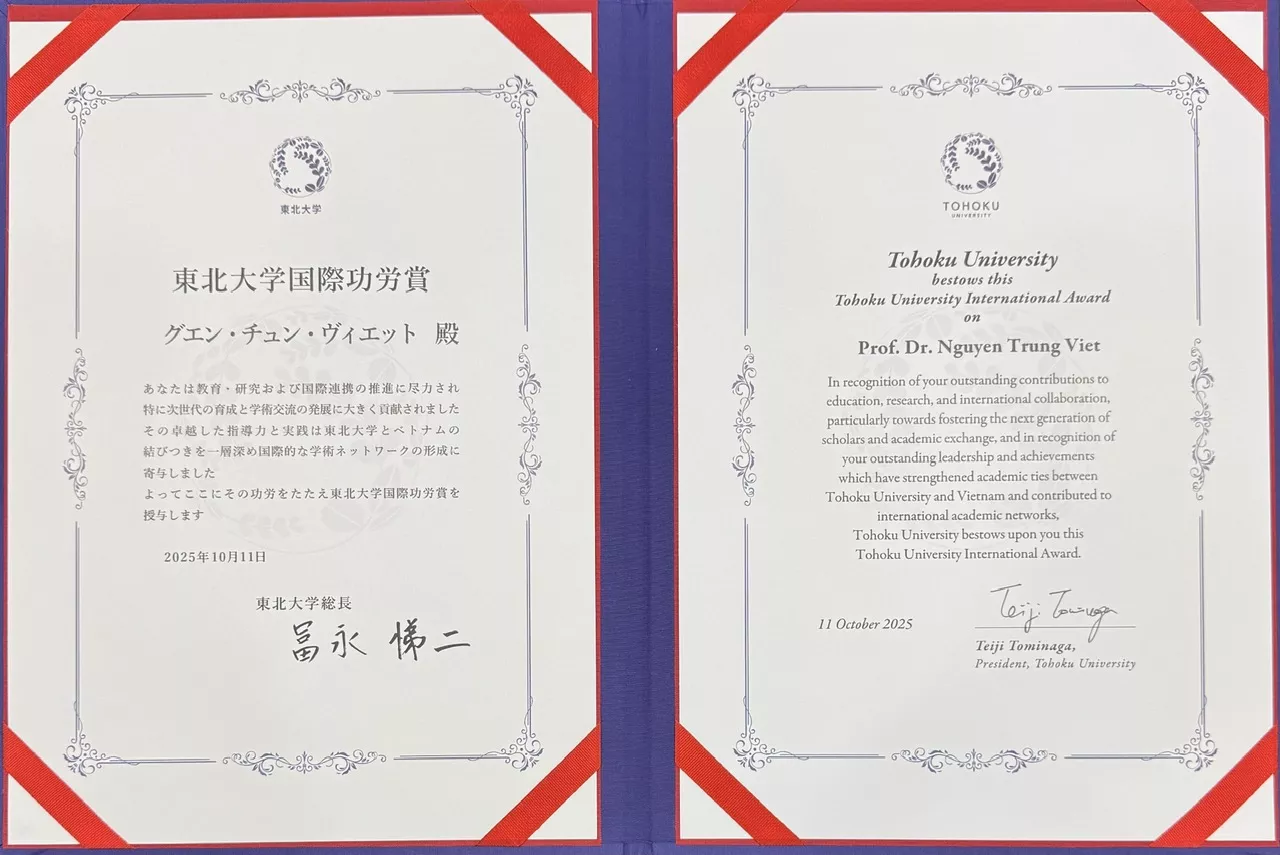 東北大学
東北大学国際功労賞
グエン・チュン・ヴィエット 殿
あなたは教育・研究および国際連携の推進に尽力され
特に次世代の育成と学術交流の発展に大きく貢献されました
その卓越した指導力と実践は東北大学とベトナムの
結びつきを一層深め国際的な学術ネットワークの形成に
寄与しました
よってここにその功労をたたえ東北大学国際功労賞を
授与します
2025年10月11日
東北大学総長
冨永 悌二
TOHOKU
UNIVERSITY
Tohoku University
bestows this
Tohoku University International Award
on
Prof. Dr. Nguyen Trung Viet
In recognition of your outstanding contributions to
education, research, and international collaboration,
particularly towards fostering the next generation of
scholars and academic exchange, and in recognition of
your outstanding leadership and achievements
which have strengthened academic ties between
Tohoku University and Vietnam and contributed to
international academic networks,
Tohoku University bestows upon you this
Tohoku University International Award.
Teiji Tominaga
11 October 2025
Teiji Tominaga,
President, Tohoku University